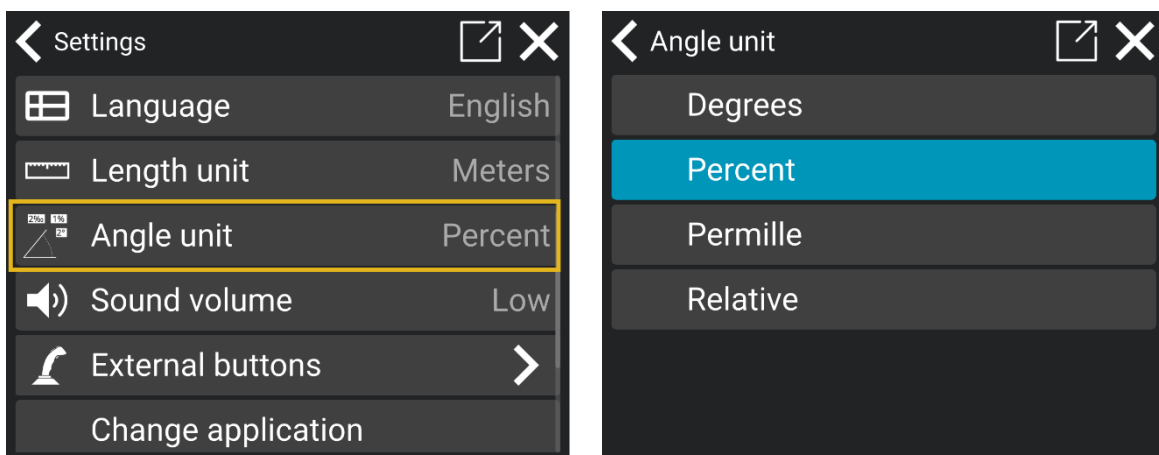 Settings
Language English
Length unit Meters
2‰ 1%
2º
Angle unit Percent
Sound volume Low
External buttons
Change application
Angle unit
Degrees
Percent
Permille
Relative